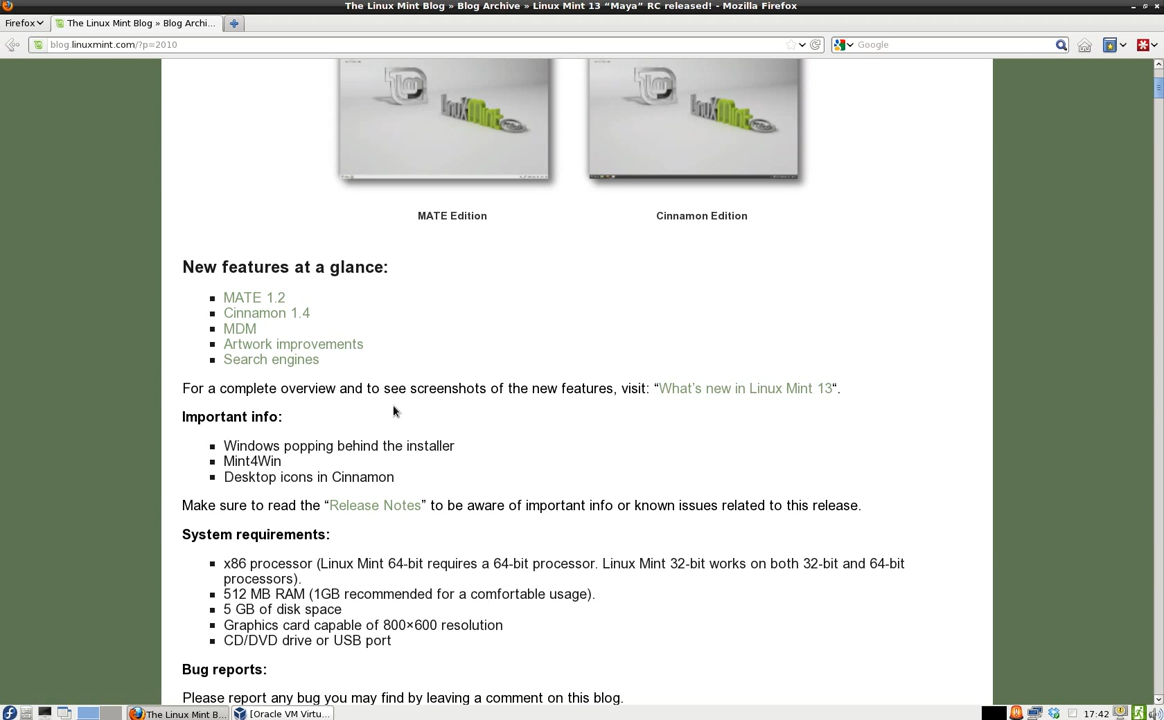 The Linux Mint Blog » Blog Archive » Linux Mint 13 “Maya” RC released! - Mozilla Firefox
Firefox
The Linux Mint Blog » Blog Archi...
blog.linuxmint.com/?p=2010
Google
LinuxMint
LinuxMint
MATE Edition
Cinnamon Edition
New features at a glance:
MATE 1.2
Cinnamon 1.4
MDM
Artwork improvements
Search engines
For a complete overview and to see screenshots of the new features, visit: “What’s new in Linux Mint 13“.
Important info:
Windows popping behind the installer
Mint4Win
Desktop icons in Cinnamon
Make sure to read the “Release Notes” to be aware of important info or known issues related to this release.
System requirements:
x86 processor (Linux Mint 64-bit requires a 64-bit processor. Linux Mint 32-bit works on both 32-bit and 64-bit
processors).
512 MB RAM (1GB recommended for a comfortable usage).
5 GB of disk space
Graphics card capable of 800×600 resolution
CD/DVD drive or USB port
Bug reports:
Please report any bug you may find by leaving a comment on this blog.
The Linux Mint B...
[Oracle VM Virtu...
17:42